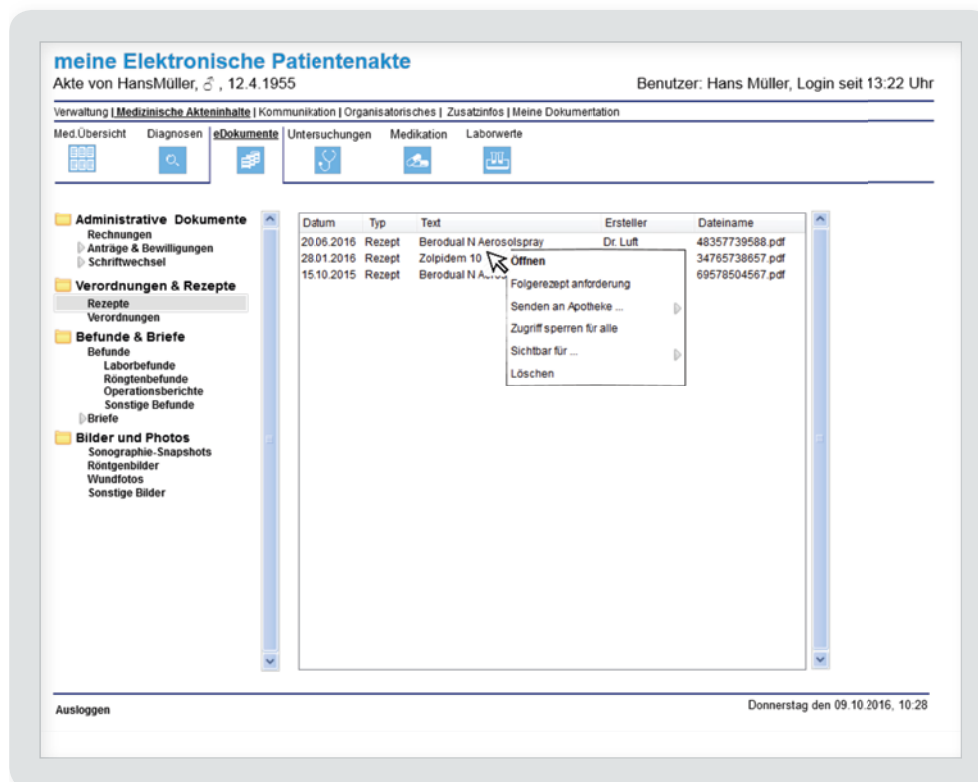 meine Elektronische Patientenakte
Akte von HansMüller, ♂, 12.4.1955
Benutzer: Hans Müller, Login seit 13:22 Uhr
Verwaltung | Medizinische Akteninhalte | Kommunikation | Organisatorisches | Zusatzinfos | Meine Dokumertation
Med.Übersicht Diagnosen eDokumente Untersuchungen Medikation Laborwerte
Administrative Dokumente
Rechnungen
Anträge & Bewilligungen
Schriftwechsel
Verordnungen & Rezepte
Rezepte
Verordnungen
Befunde & Briefe
Befunde
Laborbefunde
Röngtenbefunde
Operationsberichte
Sonstige Befunde
Briefe
Bilder und Photos
Sonographie-Snapshots
Röntgenbilder
Wundfotos
Sonstige Bilder
Datum Typ Text Ersteller Dateiname
20.06.2016 Rezept Berodual N Aerosolspray Dr. Luft 48357739588.pdf
28.01.2016 Rezept Zolpidem 10 34765738657.pdf
15.10.2015 Rezept Berodual N 69578504567.pdf
Öffnen
Folgerezept anforderung
Senden an Apotheke ...
Zugriff sperren für alle
Sichtbar für ...
Löschen
Ausloggen
Donnerstag den 09.10.2016, 10:28